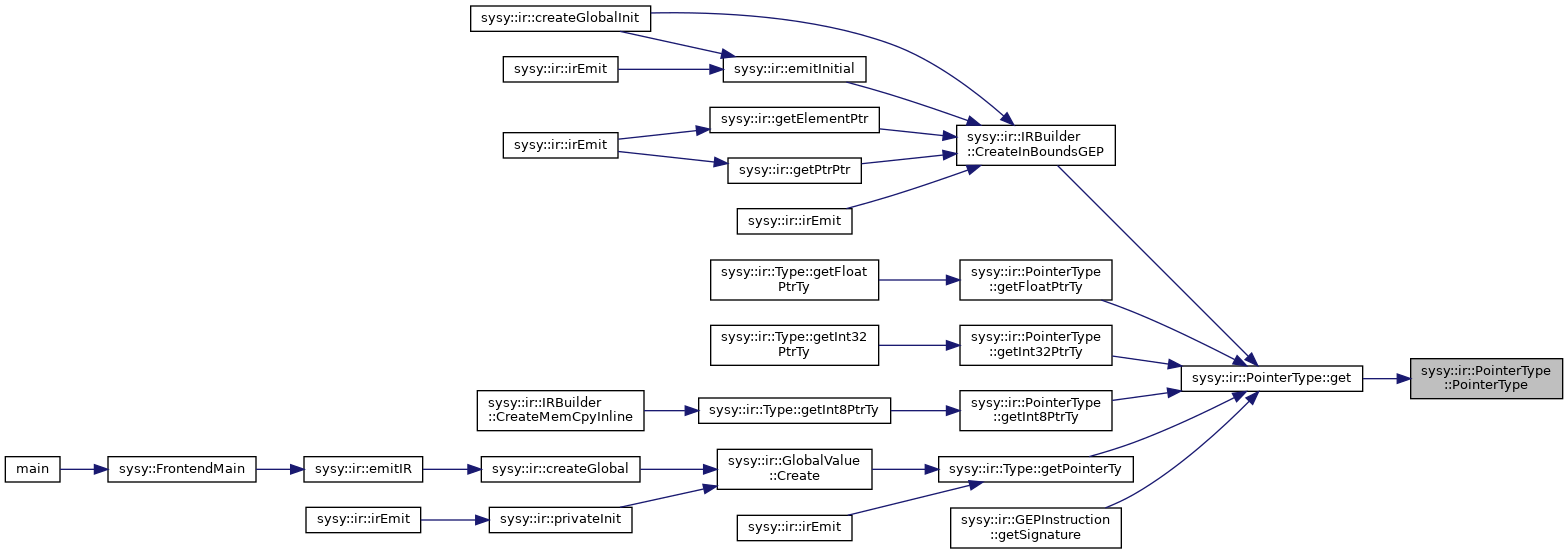 sysy::ir::createGlobalInit
sysy::ir::irEmit
sysy::ir::emitInitial
sysy::ir::getElementPtr
sysy::ir::irEmit
sysy::ir::getPtrPtr
sysy::ir::irEmit
sysy::ir::IRBuilder
::CreateInBoundsGEP
sysy::ir::Type::getFloat
PtrTy
sysy::ir::PointerType
::getFloatPtrTy
sysy::ir::Type::getInt32
PtrTy
sysy::ir::PointerType
::getInt32PtrTy
sysy::ir::PointerType::get
sysy::ir::PointerType
::PointerType
sysy::ir::IRBuilder
::CreateMemCpyInline
sysy::ir::Type::getInt8PtrTy
sysy::ir::PointerType
::getInt8PtrTy
main
sysy::FrontendMain
sysy::ir::emitIR
sysy::ir::createGlobal
sysy::ir::GlobalValue
::Create
sysy::ir::Type::getPointerTy
sysy::ir::irEmit
sysy::ir::privateInit
sysy::ir::irEmit
sysy::ir::GEPInstruction
::getSignature